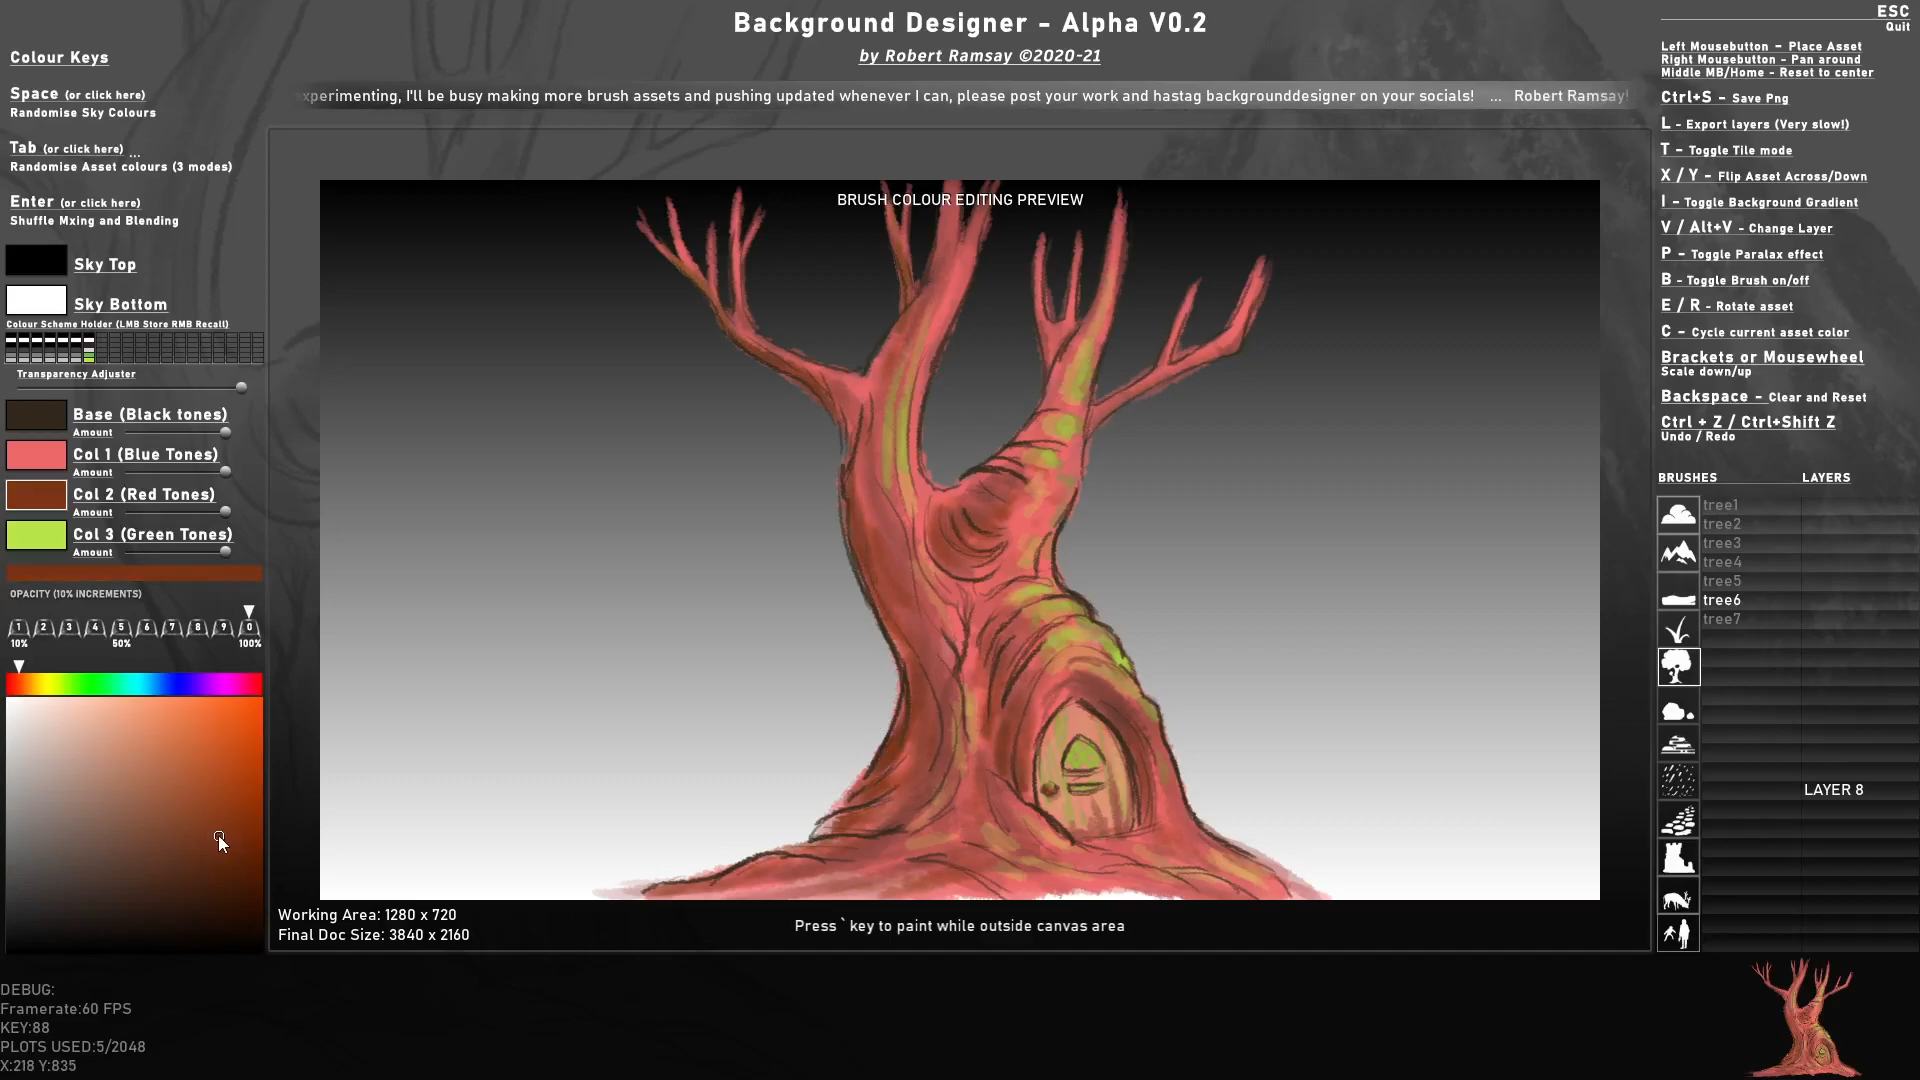 Background Designer - Alpha V0.2
by Robert Ramsay ©2020-21
xperimenting, I'll be busy making more brush assets and pushing updated whenever I can, please post your work and hastag backgrounddesigner on your socials! ... Robert Ramsay!
Colour Keys
Space (or click here)
Randomise Sky Colours
Tab (or click here) ...
Randomise Asset colours (3 modes)
Enter (or click here)
Shuffle Mxing and Blending
Sky Top
Sky Bottom
Colour Scheme Holder (LMB Store RMB Recall)
Transparency Adjuster
Base (Black tones)
Amount
Col 1 (Blue Tones)
Amount
Col 2 (Red Tones)
Amount
Col 3 (Green Tones)
Amount
OPACITY (10% INCREMENTS)
1 2 3 4 5 6 7 8 9 0
10% 50% 100%
BRUSH COLOUR EDITING PREVIEW
Working Area: 1280 x 720
Final Doc Size: 3840 x 2160
Press ` key to paint while outside canvas area
DEBUG:
Framerate:60 FPS
KEY:88
PLOTS USED:5/2048
X:218 Y:835
ESC
Quit
Left Mousebutton - Place Asset
Right Mousebutton - Pan around
Middle MB/Home - Reset to center
Ctrl+S - Save Png
L - Export layers (Very slow!)
T - Toggle Tile mode
X / Y - Flip Asset Across/Down
I - Toggle Background Gradient
V / Alt+V - Change Layer
P - Toggle Paralax effect
B - Toggle Brush on/off
E / R - Rotate asset
C - Cycle current asset color
Brackets or Mousewheel
Scale down/up
Backspace - Clear and Reset
Ctrl + Z / Ctrl+Shift Z
Undo / Redo
BRUSHES LAYERS
tree1
tree2
tree3
tree4
tree5
tree6
tree7
LAYER 8